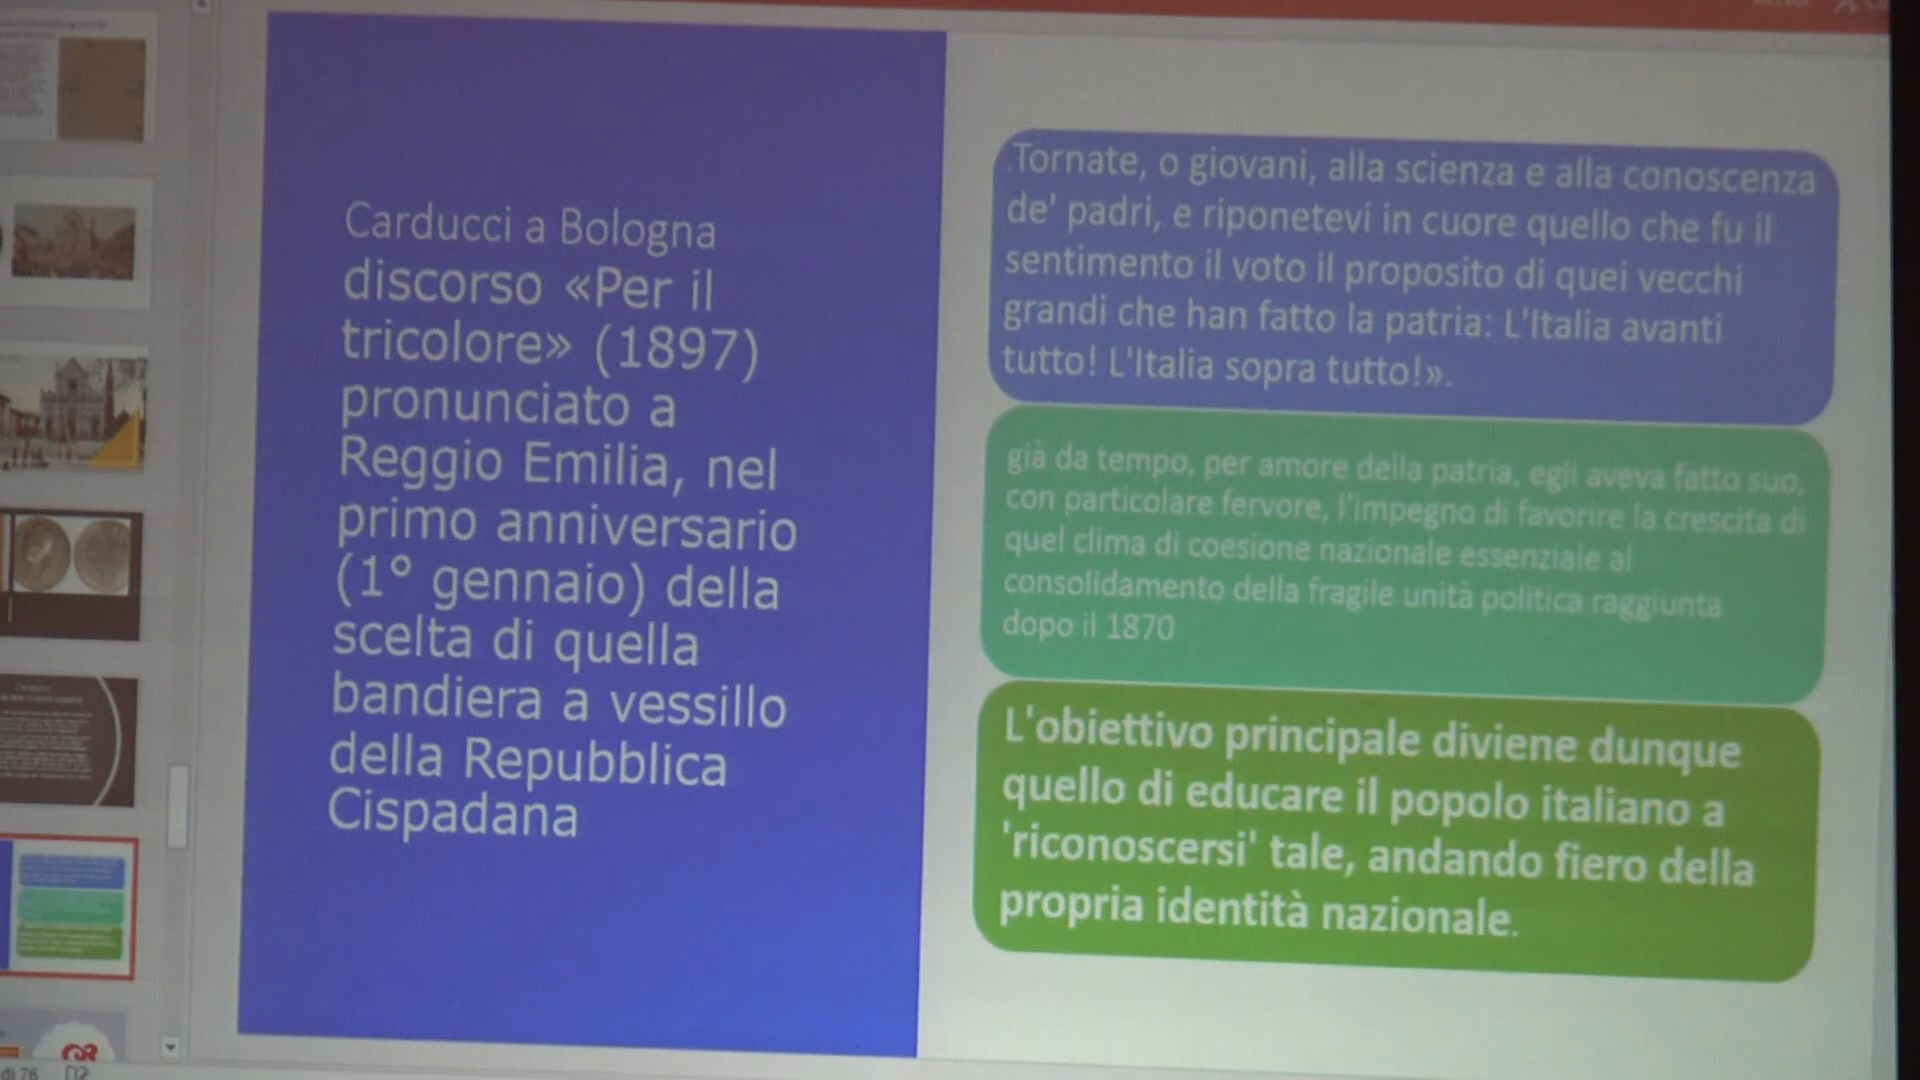 Carducci a Bologna
discorso «Per il
tricolore» (1897)
pronunciato a
Reggio Emilia, nel
primo anniversario
(1° gennaio) della
scelta di quella
bandiera a vessillo
della Repubblica
Cispadana
Tornate, o giovani, alla scienza e alla conoscenza
de' padri, e riponetevi in cuore quello che fu il
sentimento il voto il proposito di quei vecchi
grandi che han fatto la patria: L'Italia avanti
tutto! L'Italia sopra tutto!».
già da tempo, per amore della patria, egli aveva fatto suo,
con particolare fervore, l'impegno di favorire la crescita di
quel clima di coesione nazionale essenziale al
consolidamento della fragile unità politica raggiunta
dopo il 1870
L'obiettivo principale diviene dunque
quello di educare il popolo italiano a
'riconoscersi' tale, andando fiero della
propria identità nazionale.
di 76